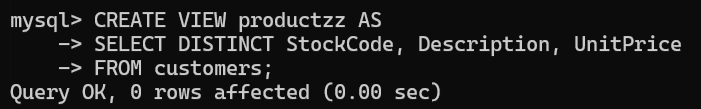 mysql> CREATE VIEW productzz AS
    -> SELECT DISTINCT StockCode, Description, UnitPrice
    -> FROM customers;
Query OK, 0 rows affected (0.00 sec)